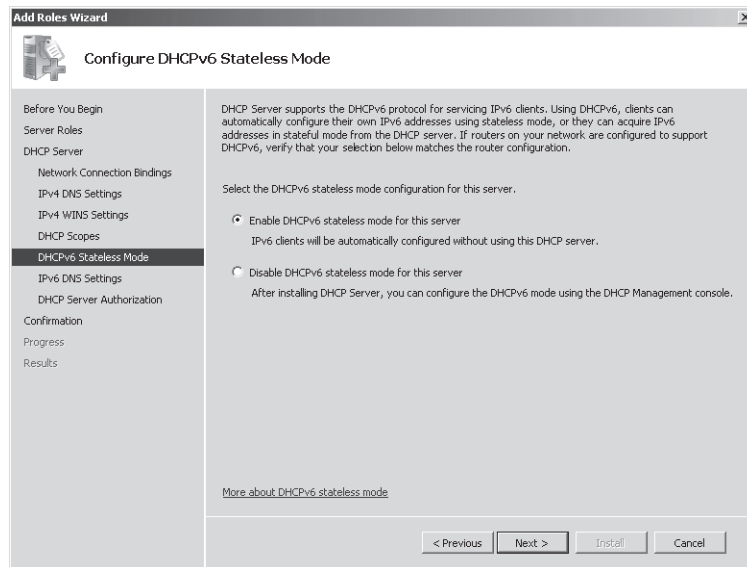 Add Roles Wizard
Configure DHCPv6 Stateless Mode
Before You Begin
Server Roles
DHCP Server
Network Connection Bindings
IPv4 DNS Settings
IPv4 WINS Settings
DHCP Scopes
DHCPv6 Stateless Mode
IPv6 DNS Settings
DHCP Server Authorization
Confirmation
Progress
Results
DHCP Server supports the DHCPv6 protocol for servicing IPv6 clients. Using DHCPv6, clients can
automatically configure their own IPv6 addresses using stateless mode, or they can acquire IPv6
addresses in stateful mode from the DHCP server. If routers on your network are configured to support
DHCPv6, verify that your selection below matches the router configuration.
Select the DHCPv6 stateless mode configuration for this server.
Enable DHCPv6 stateless mode for this server
IPv6 clients will be automatically configured without using this DHCP server.
Disable DHCPv6 stateless mode for this server
After installing DHCP Server, you can configure the DHCPv6 mode using the DHCP Management console.
More about DHCPv6 stateless mode
< Previous
Next >
Install
Cancel